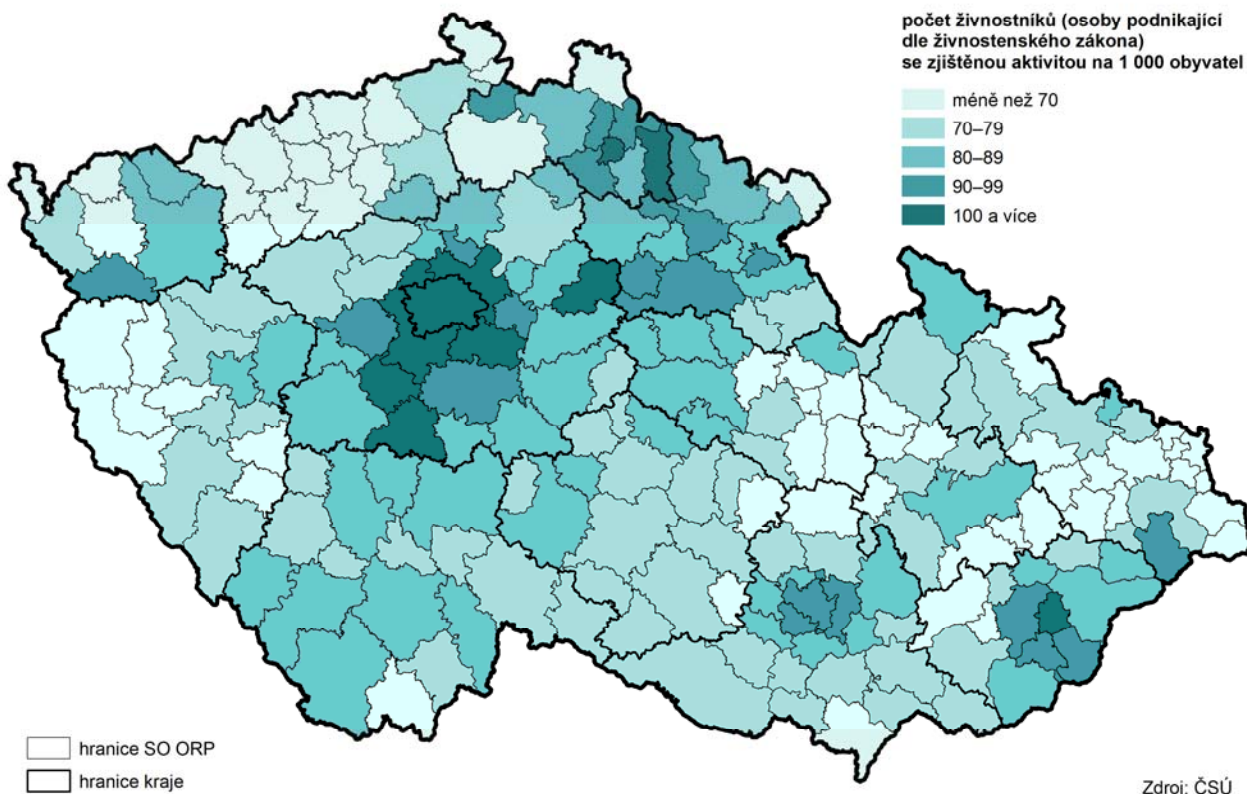 počet živnostníků (osoby podnikající
dle živnostenského zákona)
se zjištěnou aktivitou na 1 000 obyvatel
méně než 70
70–79
80–89
90–99
100 a více
hranice SO ORP
hranice kraje
Zdroj: ČSÚ